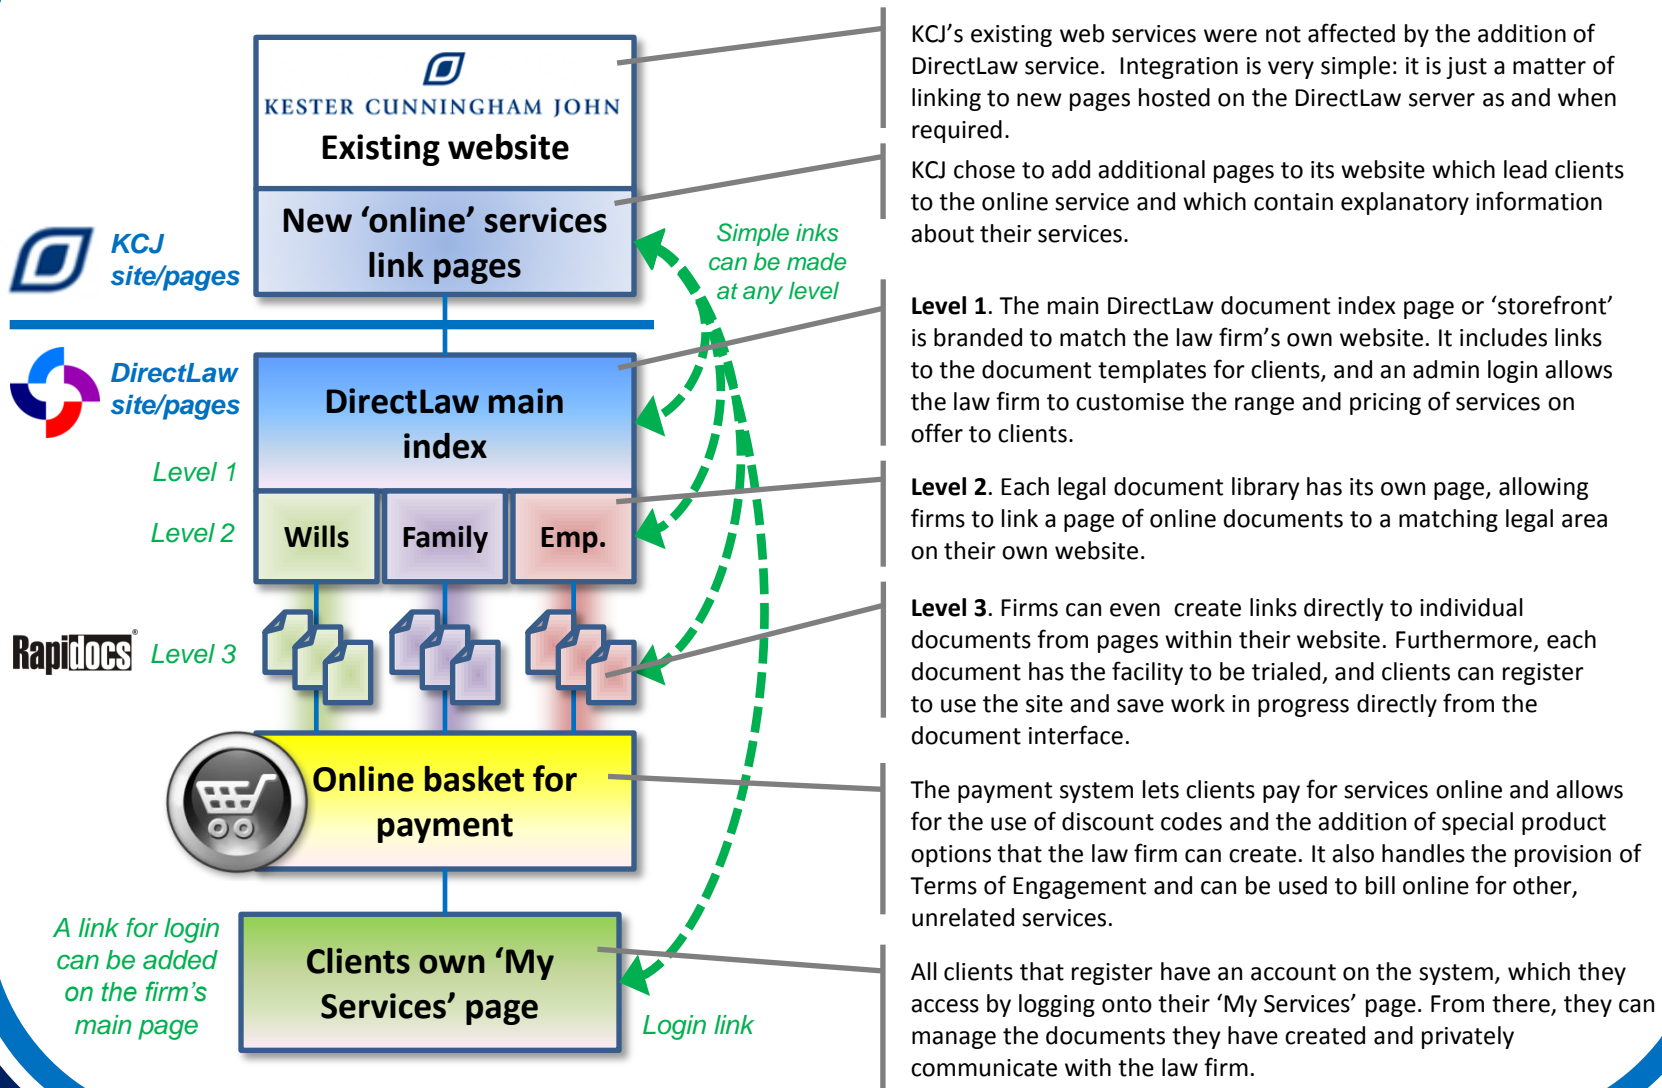 KESTER CUNNINGHAM JOHN
Existing website
New ‘online’ services
link pages
KCJ
site/pages
Simple inks
can be made
at any level
DirectLaw
site/pages
DirectLaw main
index
Level 1
Level 2
Wills
Family
Emp.
Rapidocs®
Level 3
Online basket for
payment
A link for login
can be added
on the firm’s
main page
Clients own ‘My
Services’ page
Login link
KCJ’s existing web services were not affected by the addition of
DirectLaw service.  Integration is very simple: it is just a matter of
linking to new pages hosted on the DirectLaw server as and when
required.
KCJ chose to add additional pages to its website which lead clients
to the online service and which contain explanatory information
about their services.
Level 1. The main DirectLaw document index page or ‘storefront’
is branded to match the law firm’s own website. It includes links
to the document templates for clients, and an admin login allows
the law firm to customise the range and pricing of services on
offer to clients.
Level 2. Each legal document library has its own page, allowing
firms to link a page of online documents to a matching legal area
on their own website.
Level 3. Firms can even  create links directly to individual
documents from pages within their website. Furthermore, each
document has the facility to be trialed, and clients can register
to use the site and save work in progress directly from the
document interface.
The payment system lets clients pay for services online and allows
for the use of discount codes and the addition of special product
options that the law firm can create. It also handles the provision of
Terms of Engagement and can be used to bill online for other,
unrelated services.
All clients that register have an account on the system, which they
access by logging onto their ‘My Services’ page. From there, they can
manage the documents they have created and privately
communicate with the law firm.